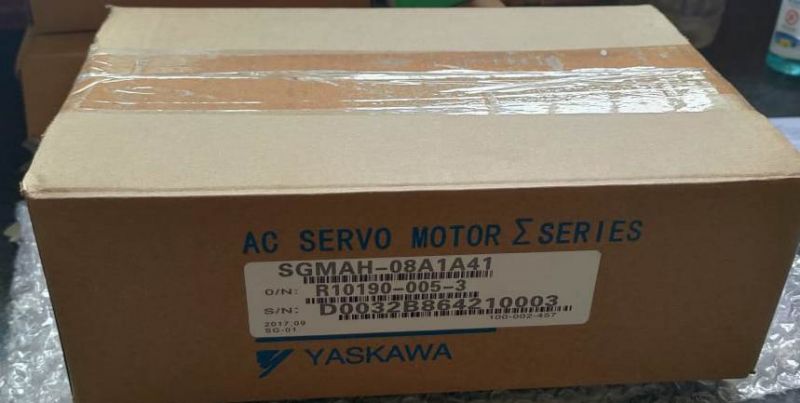 AC SERVO MOTOR Σ SERIES
SGMAH-08A1A41
O/N: R10190-005-3
S/N: D0032B864210003
2017.09
SG-01
100-002-457
YASKAWA